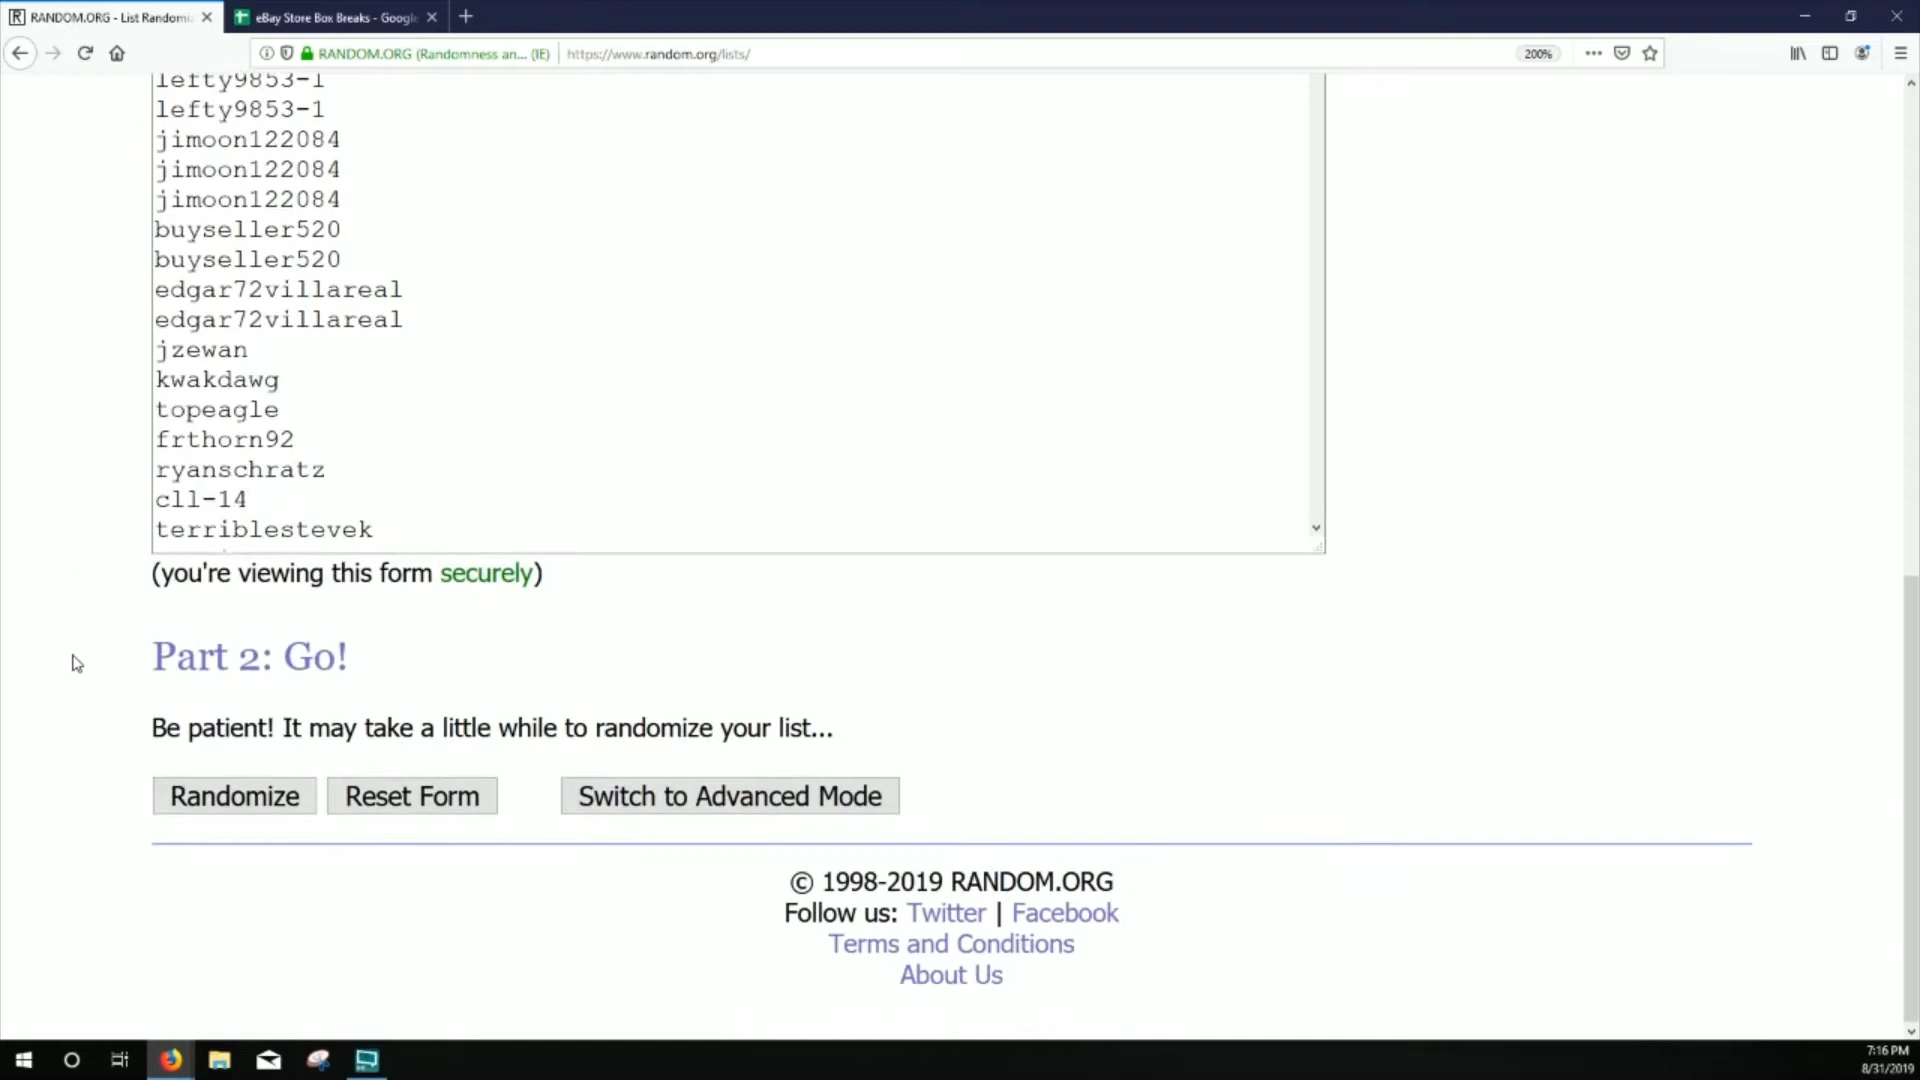 RANDOM.ORG - List Randomi
eBay Store Box Breaks - Googl
RANDOM.ORG (Randomness an... (IE)
https://www.random.org/lists/
200%
lefty9853-1
lefty9853-1
jimoon122084
jimoon122084
jimoon122084
buyseller520
buyseller520
edgar72villareal
edgar72villareal
jzewan
kwakdawg
topeagle
frthorn92
ryanschratz
cll-14
terriblestevek
(you're viewing this form securely)
Part 2: Go!
Be patient! It may take a little while to randomize your list...
Randomize
Reset Form
Switch to Advanced Mode
© 1998-2019 RANDOM.ORG
Follow us: Twitter | Facebook
Terms and Conditions
About Us
7:16 PM
8/31/2019